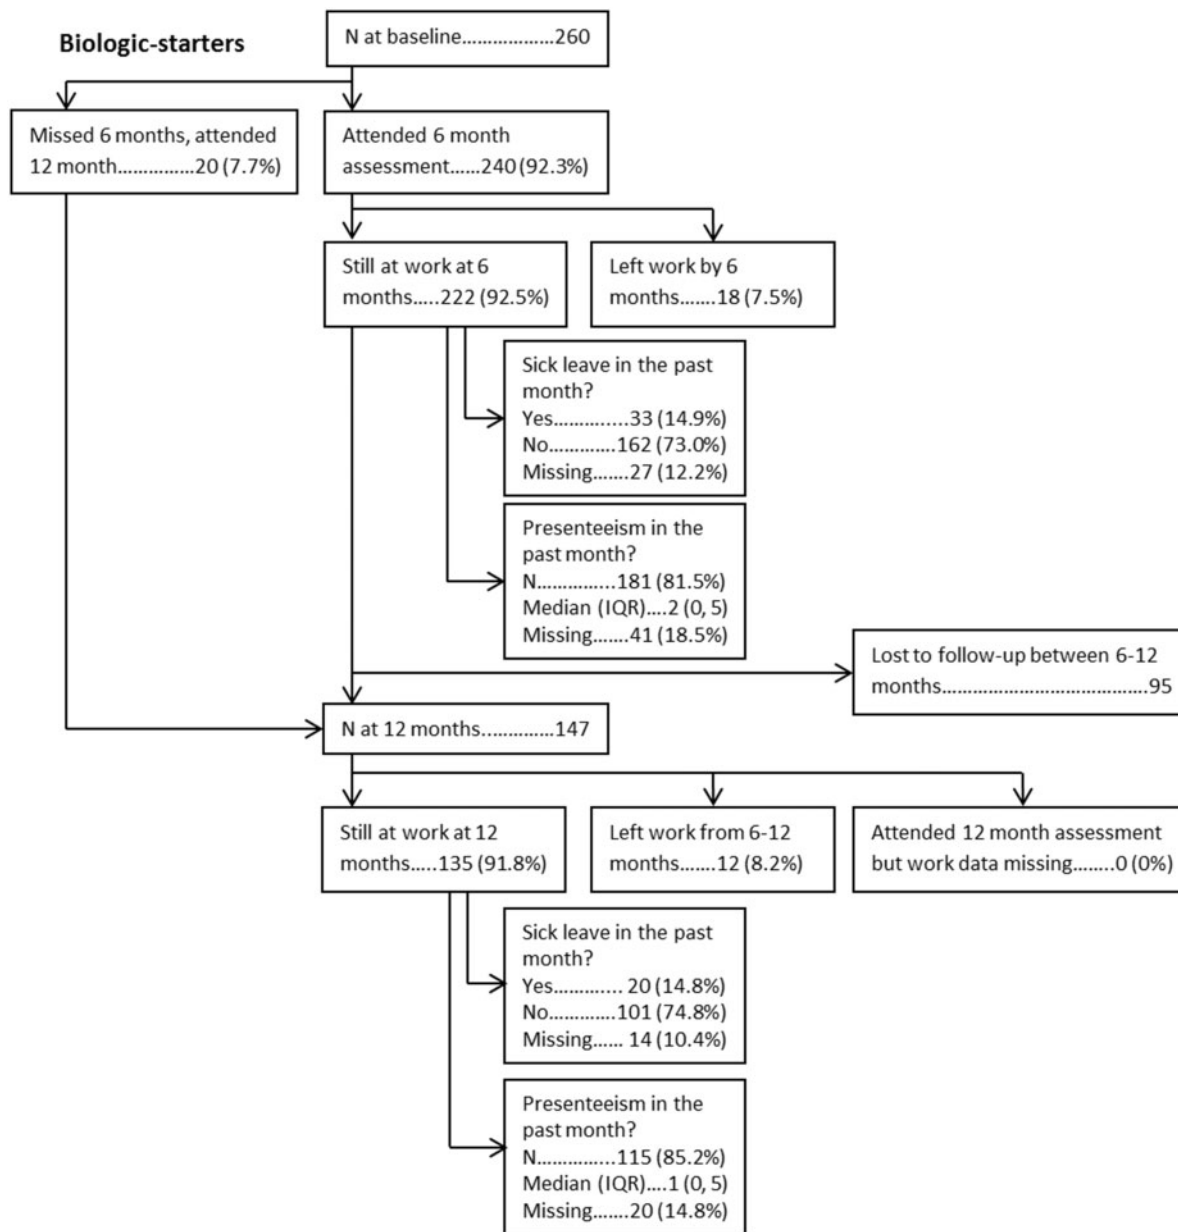 Biologic-starters
N at baseline………………260
Missed 6 months, attended
12 month……………20 (7.7%)
Attended 6 month
assessment……240 (92.3%)
Still at work at 6
months…..222 (92.5%)
Left work by 6
months…….18 (7.5%)
Sick leave in the past
month?
Yes……….....33 (14.9%)
No………….162 (73.0%)
Missing…….27 (12.2%)
Presenteeism in the
past month?
N…………...181 (81.5%)
Median (IQR)….2 (0, 5)
Missing…….41 (18.5%)
Lost to follow-up between 6-12
months………………………………….95
N at 12 months..…………147
Still at work at 12
months…..135 (91.8%)
Left work from 6-12
months…….12 (8.2%)
Attended 12 month assessment
but work data missing……..0 (0%)
Sick leave in the past
month?
Yes……….... 20 (14.8%)
No………….101 (74.8%)
Missing…… 14 (10.4%)
Presenteeism in the
past month?
N…………...115 (85.2%)
Median (IQR)….1 (0, 5)
Missing…….20 (14.8%)